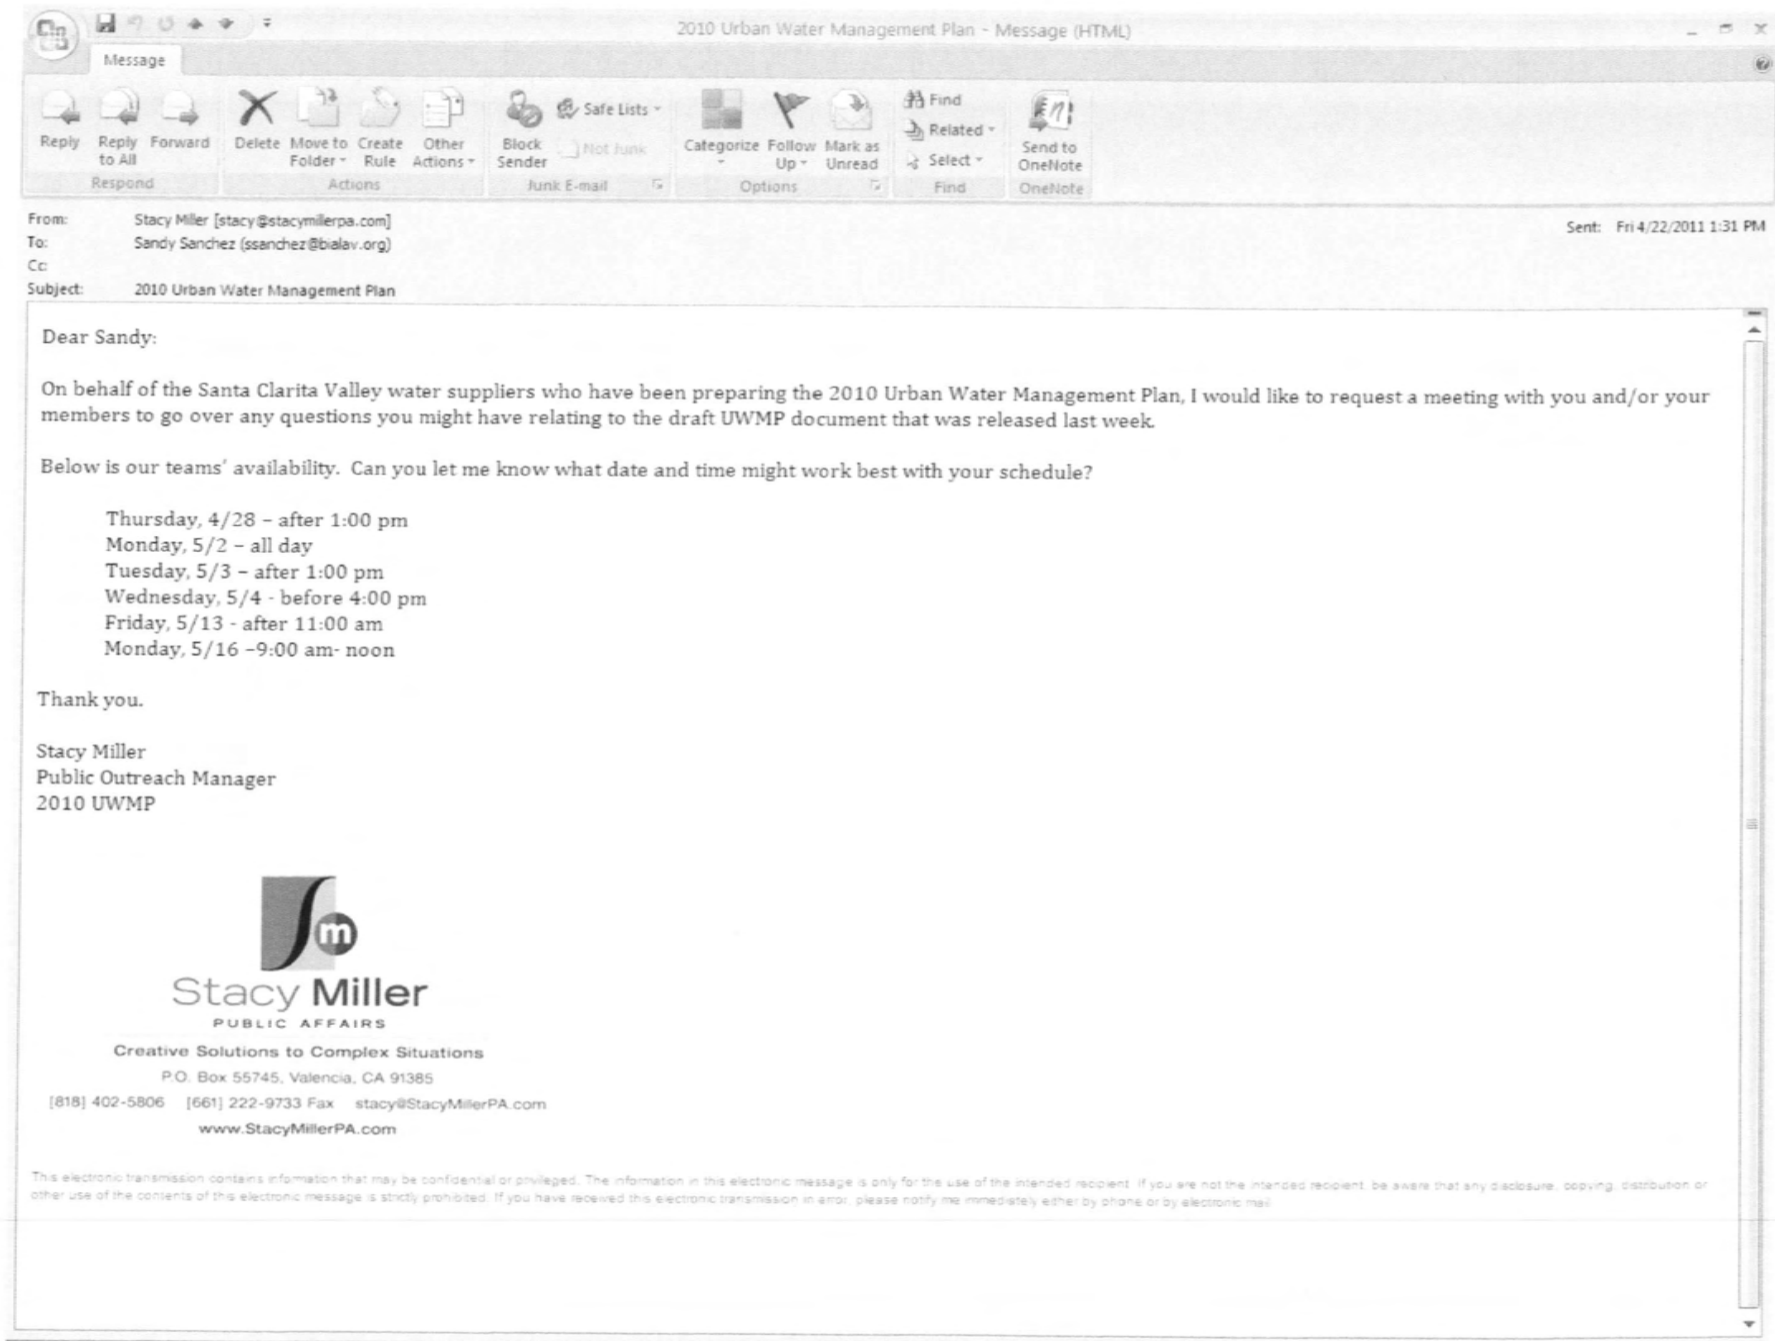 2010 Urban Water Management Plan - Message (HTML)
Message
Reply Reply to All Forward
Respond
Delete Move to Folder Create Rule Other Actions
Actions
Block Sender Safe Lists Not Junk
Junk E-mail
Categorize Follow Up Mark as Unread
Options
Find Related Select
Find
Send to OneNote
OneNote
From: Stacy Miller [stacy@stacymillerpa.com]
Sent: Fri 4/22/2011 1:31 PM
To: Sandy Sanchez (ssanchez@bialav.org)
Cc:
Subject: 2010 Urban Water Management Plan
Dear Sandy:
On behalf of the Santa Clarita Valley water suppliers who have been preparing the 2010 Urban Water Management Plan, I would like to request a meeting with you and/or your
members to go over any questions you might have relating to the draft UWMP document that was released last week.
Below is our teams' availability. Can you let me know what date and time might work best with your schedule?
Thursday, 4/28 – after 1:00 pm
Monday, 5/2 – all day
Tuesday, 5/3 – after 1:00 pm
Wednesday, 5/4 - before 4:00 pm
Friday, 5/13 - after 11:00 am
Monday, 5/16 –9:00 am- noon
Thank you.
Stacy Miller
Public Outreach Manager
2010 UWMP
m
Stacy Miller
PUBLIC AFFAIRS
Creative Solutions to Complex Situations
P.O. Box 55745, Valencia, CA 91385
[818] 402-5806 [661] 222-9733 Fax stacy@StacyMillerPA.com
www.StacyMillerPA.com
This electronic transmission contains information that may be confidential or privileged. The information in this electronic message is only for the use of the intended recipient. If you are not the intended recipient, be aware that any disclosure, copying, distribution or
other use of the contents of this electronic message is strictly prohibited. If you have received this electronic transmission in error, please notify me immediately either by phone or by electronic mail.